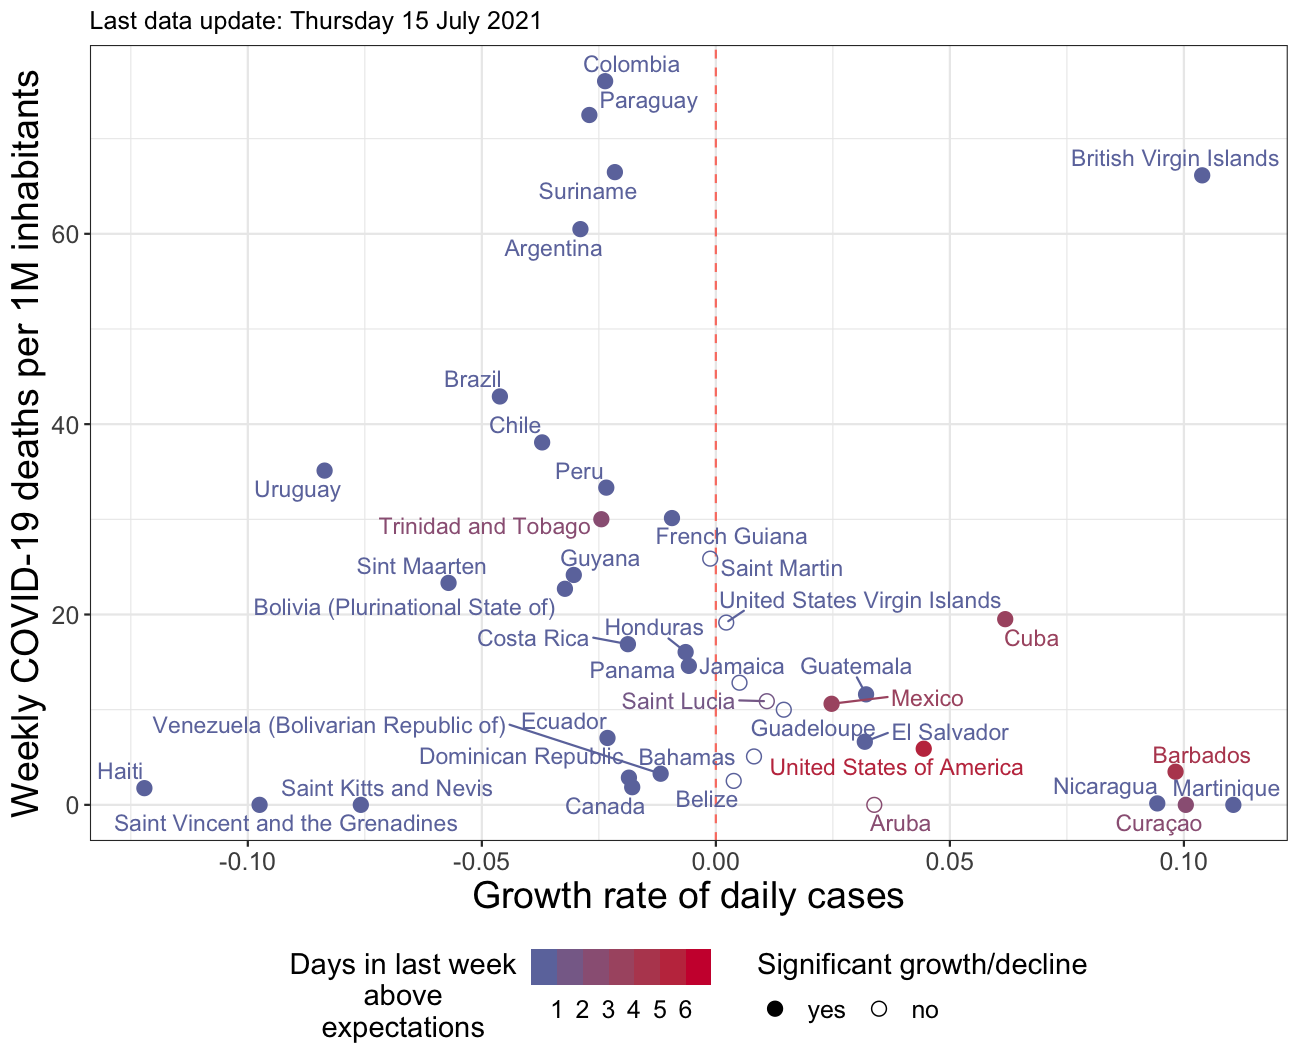 Last data update: Thursday 15 July 2021
Weekly COVID-19 deaths per 1M inhabitants
Colombia
Paraguay
British Virgin Islands
Suriname
60
Argentina
Brazil
40
Chile
Peru
Uruguay
Trinidad and Tobago
French Guiana
Guyana
Sint Maarten
Saint Martin
Bolivia (Plurinational State of)
United States Virgin Islands
20
Honduras
Costa Rica
Cuba
Panama
Jamaica
Guatemala
Saint Lucia
Mexico
Venezuela (Bolivarian Republic of)
Ecuador
Guadeloupe
El Salvador
Dominican Republic
Bahamas
Barbados
Haiti
United States of America
Saint Kitts and Nevis
Nicaragua
Martinique
0
Canada
Belize
Saint Vincent and the Grenadines
Aruba
Curaçao
-0.10
-0.05
0.00
0.05
0.10
Growth rate of daily cases
Days in last week
above
expectations
1 2 3 4 5 6
Significant growth/decline
yes
no